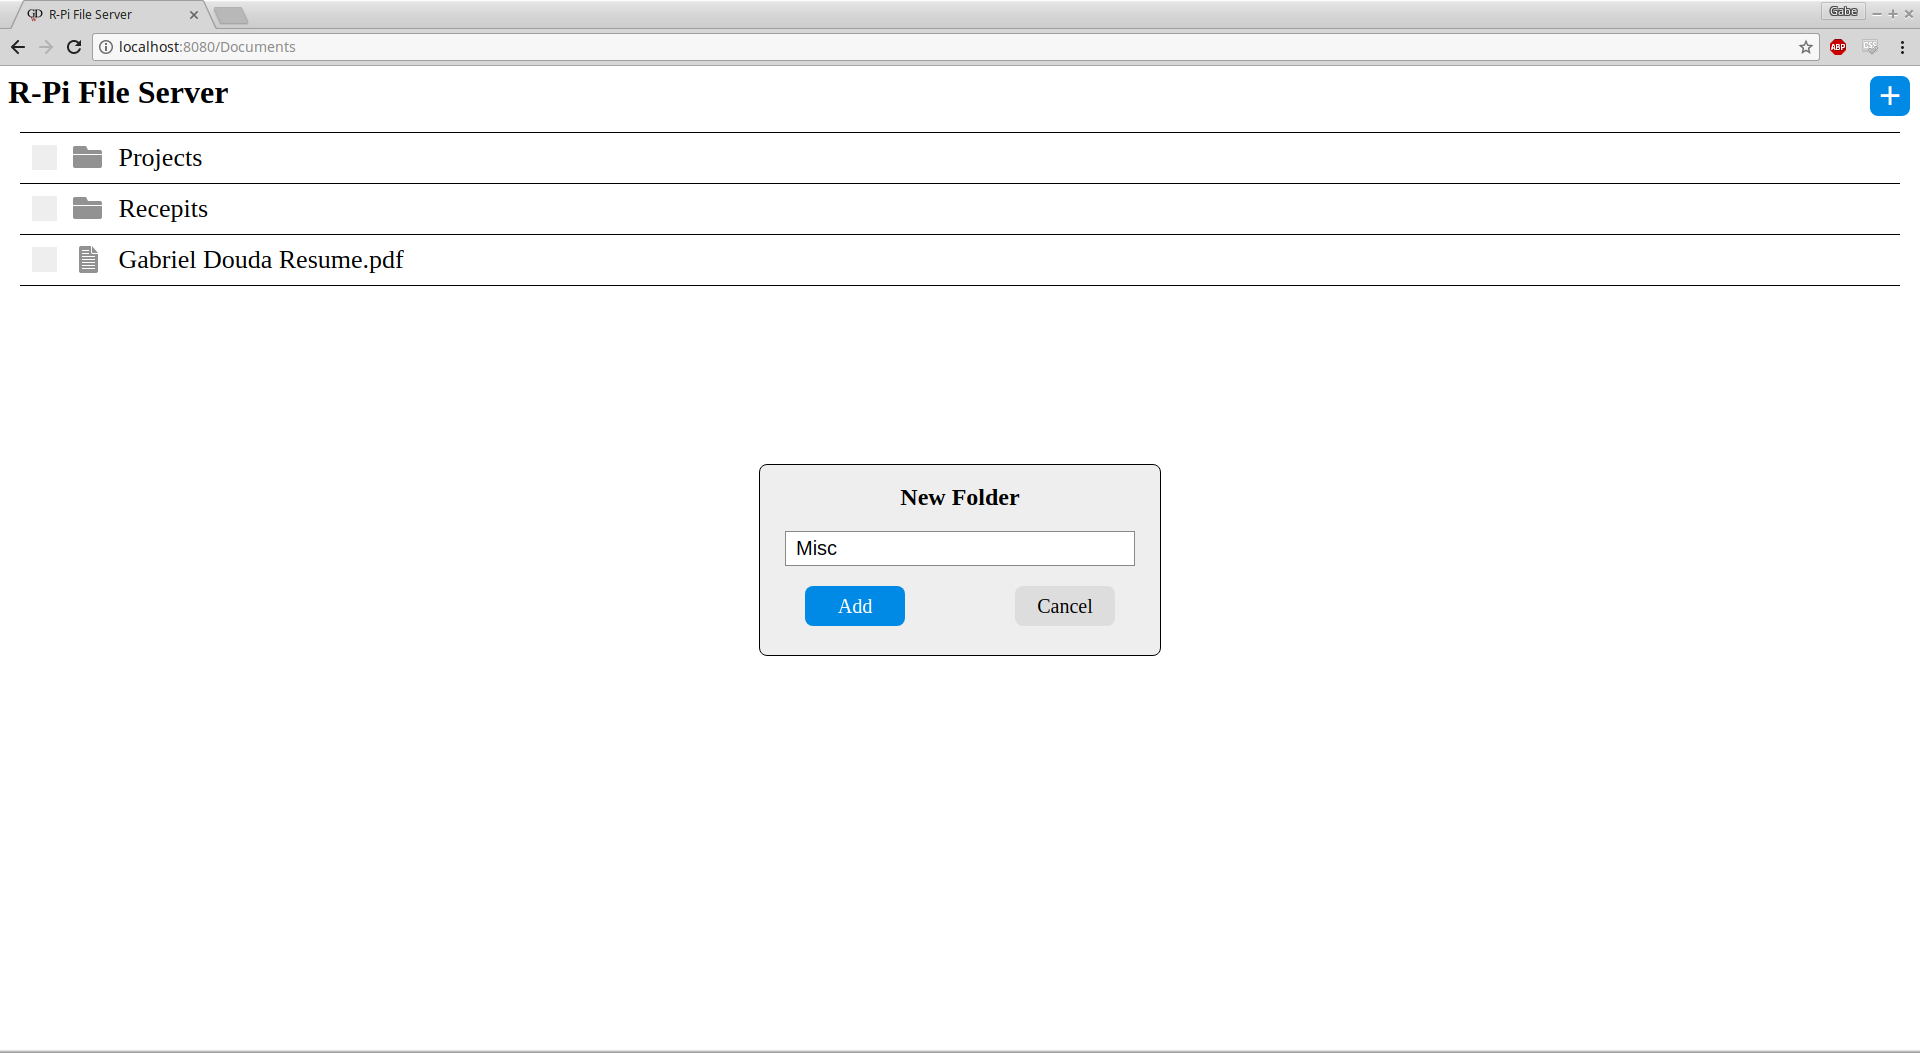 R-Pi File Server
Gabe
localhost:8080/Documents
ABP
R-Pi File Server
+
Projects
Recepits
Gabriel Douda Resume.pdf
New Folder
Misc
Add Cancel